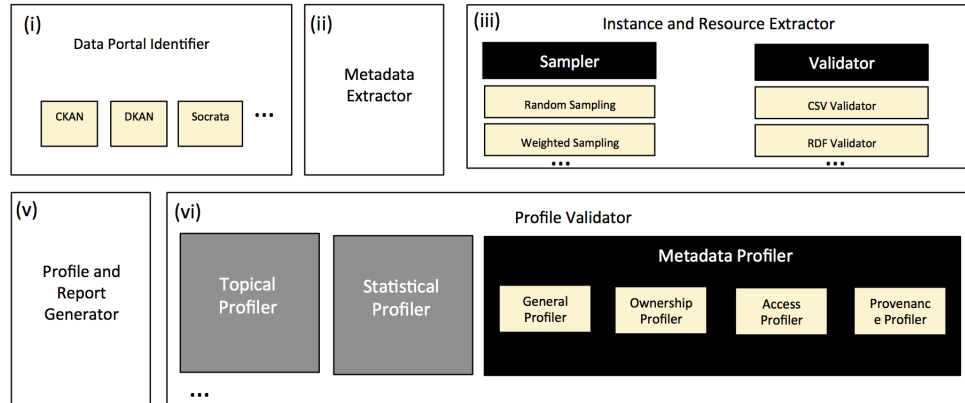 (i)
Data Portal Identifier
CKAN
DKAN
Socrata
...
(ii)
Metadata
Extractor
(iii)
Instance and Resource Extractor
Sampler
Random Sampling
Weighted Sampling
...
Validator
CSV Validator
RDF Validator
...
(v)
Profile and
Report
Generator
(vi)
Profile Validator
Topical
Profiler
...
Statistical
Profiler
Metadata Profiler
General
Profiler
Ownership
Profiler
Access
Profiler
Provenanc
e Profiler